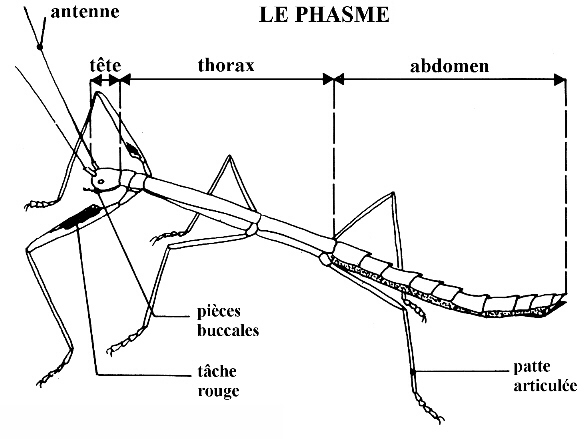 antenne
LE PHASME
tête
thorax
abdomen
pièces
buccales
tâche
rouge
patte
articulée